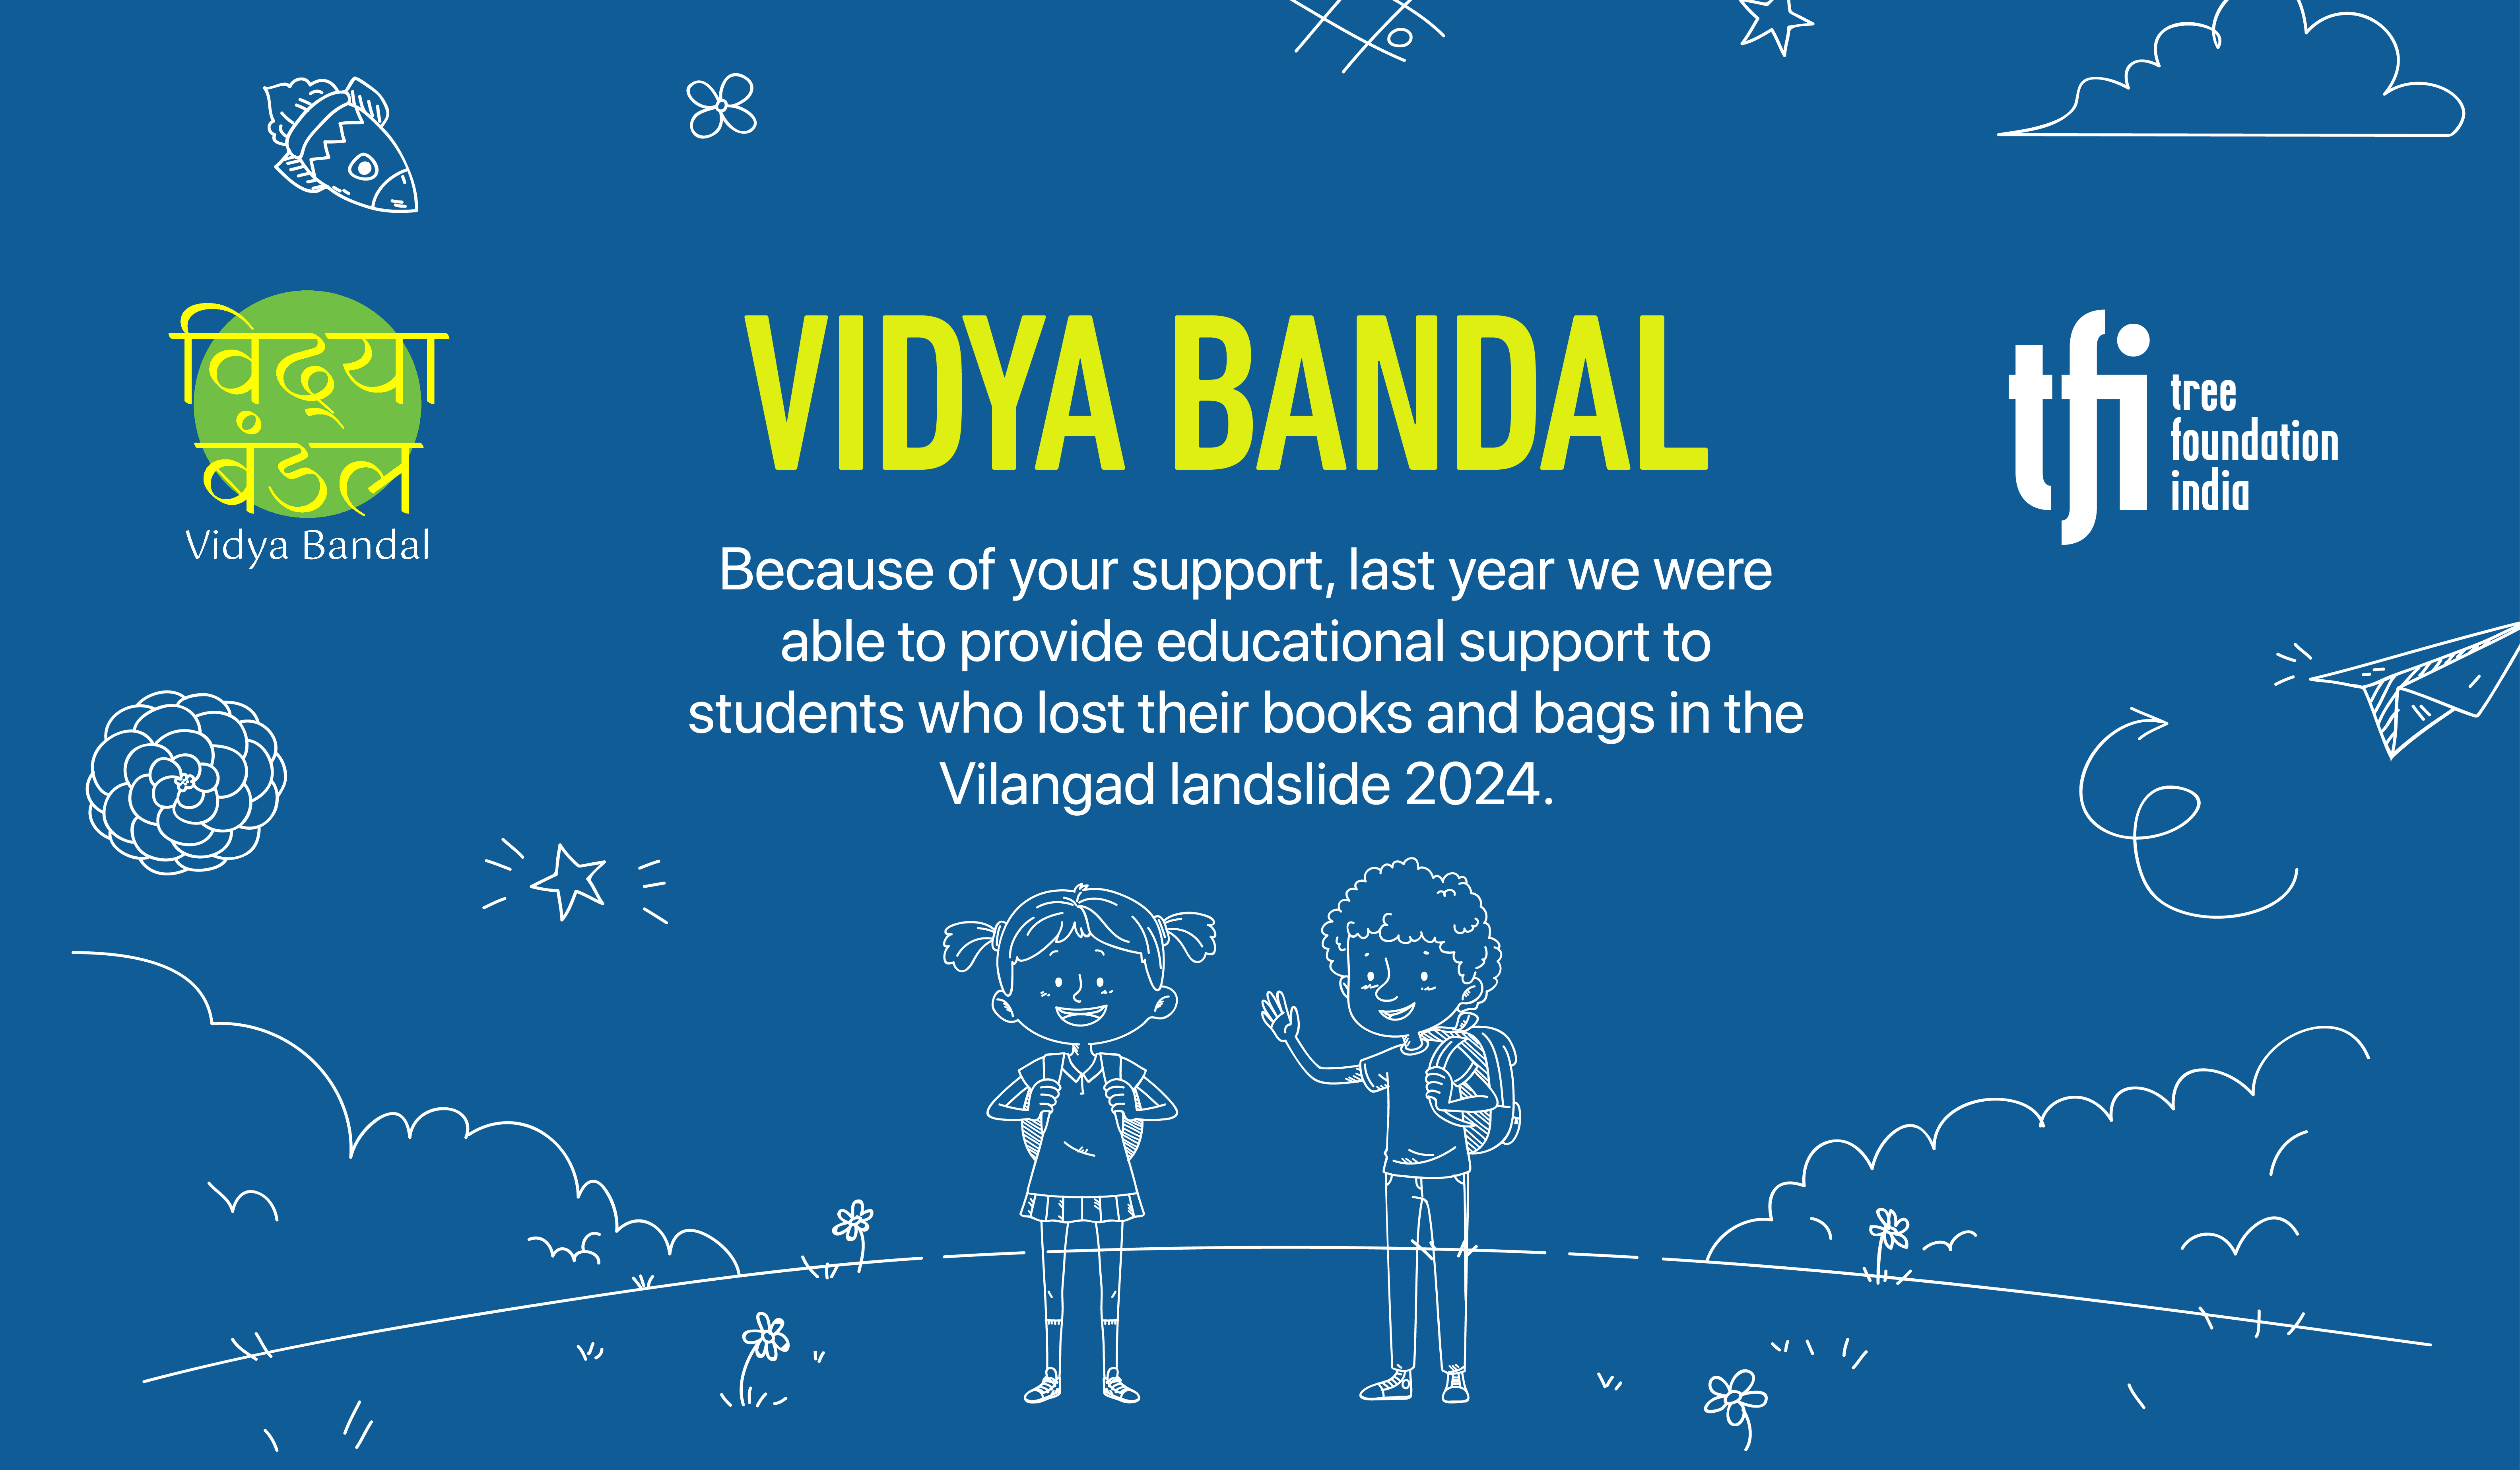 विद्या
बंडल
Vidya Bandal
VIDYA BANDAL
tfi
tree
foundation
india
Because of your support, last year we were
able to provide educational support to
students who lost their books and bags in the
Vilangad landslide 2024.